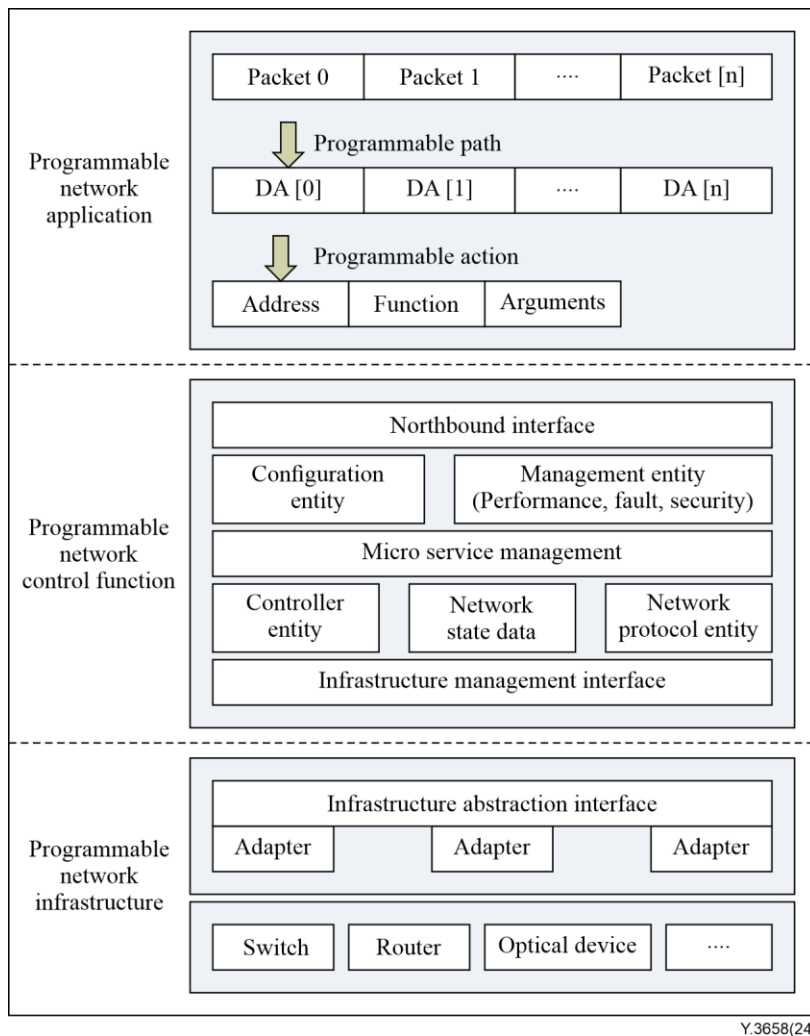 Packet 0 Packet 1 .... Packet [n]
Programmable path
Programmable
network
application
DA [0] DA [1] .... DA [n]
Programmable action
Address Function Arguments
Northbound interface
Configuration
entity
Management entity
(Performance, fault, security)
Programmable
network
control function
Micro service management
Controller
entity
Network
state data
Network
protocol entity
Infrastructure management interface
Infrastructure abstraction interface
Adapter Adapter Adapter
Programmable
network
infrastructure
Switch Router Optical device ....
Y.3658(24